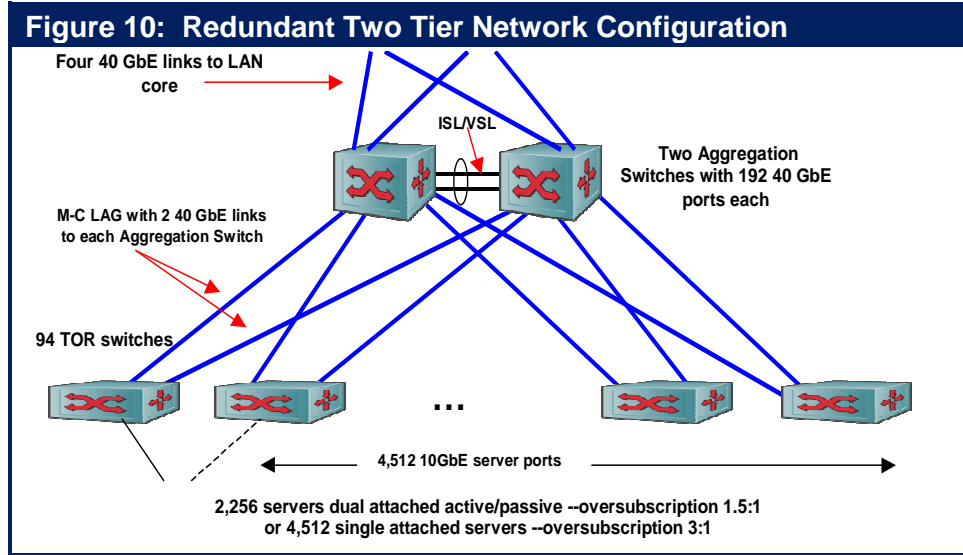 Figure 10:  Redundant Two Tier Network Configuration
Four 40 GbE links to LAN
core
ISL/VSL
Two Aggregation
Switches with 192 40 GbE
ports each
M-C LAG with 2 40 GbE links
to each Aggregation Switch
94 TOR switches
...
4,512 10GbE server ports
2,256 servers dual attached active/passive --oversubscription 1.5:1
or 4,512 single attached servers --oversubscription 3:1